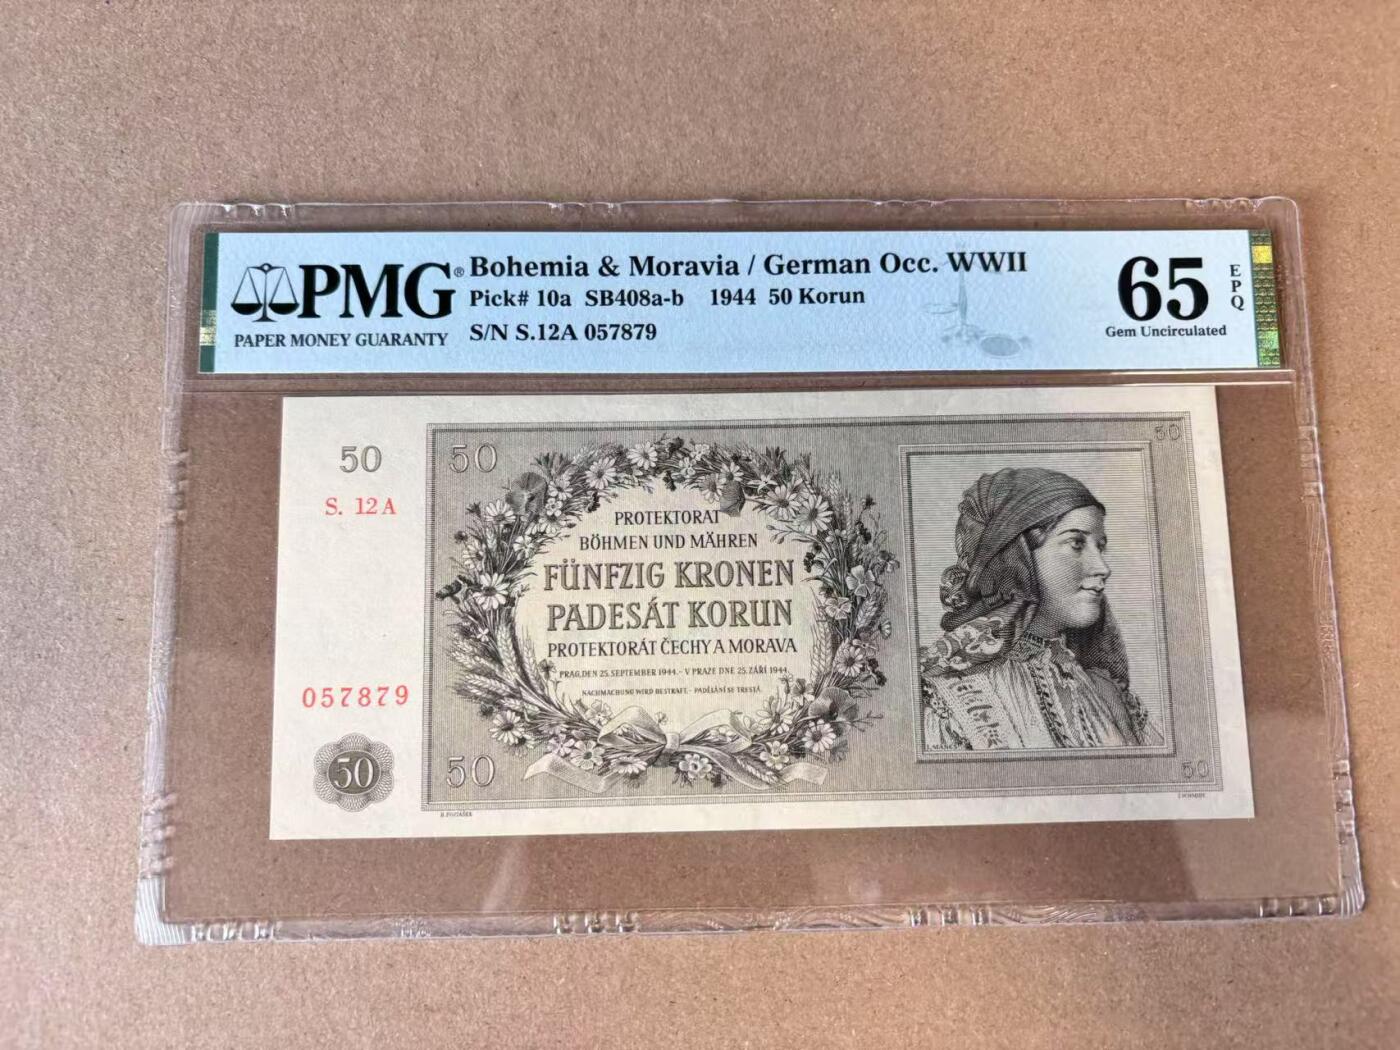 PMG®
PAPER MONEY GUARANTY
Bohemia & Moravia / German Occ. WWII
Pick# 10a SB408a-b 1944 50 Korun
S/N S.12A 057879
65
EPQ
Gem Uncirculated
50
S. 12 A
057879
50
50
50
PROTEKTORAT
BÖHMEN UND MÄHREN
FÜNFZIG KRONEN
PADESÁT KORUN
PROTEKTORÁT ČECHY A MORAVA
PRAG, DEN 25. SEPTEMBER 1944. - V PRAZE DNE 25. ZÁŘÍ 1944.
NACHMACHUNG WIRD BESTRAFT. - PADĚLÁNÍ SE TRESTÁ.
50
50
J. SCHMIDT